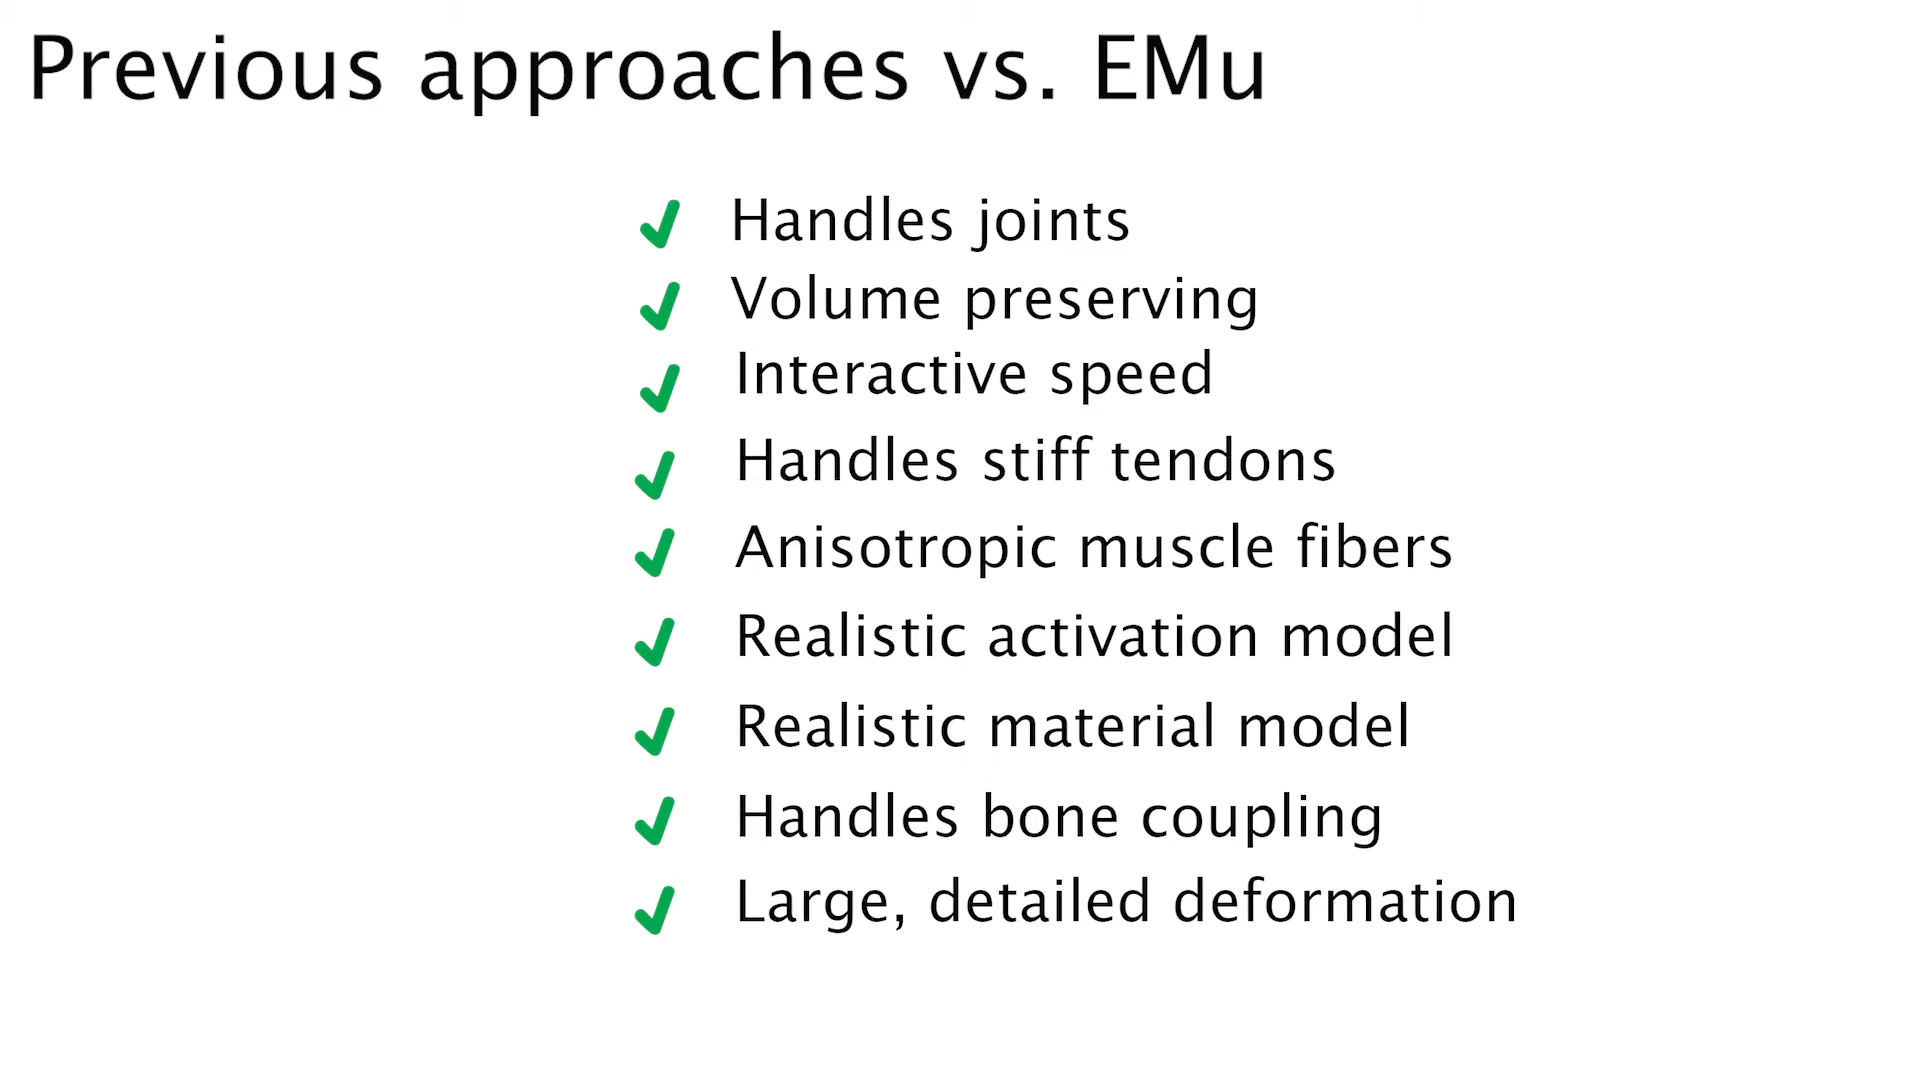 Previous approaches vs. EMu
Handles joints
Volume preserving
Interactive speed
Handles stiff tendons
Anisotropic muscle fibers
Realistic activation model
Realistic material model
Handles bone coupling
Large, detailed deformation